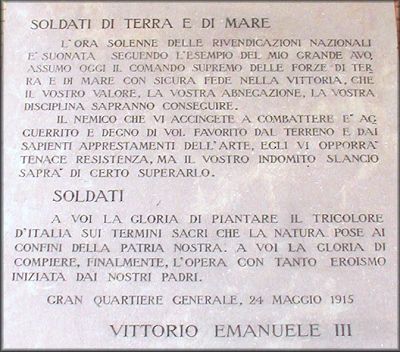 SOLDATI DI TERRA E DI MARE
L'ORA SOLENNE DELLE RIVENDICAZIONI NAZIONALI
E' SUONATA SEGUENDO L'ESEMPIO DEL MIO GRANDE AVO,
ASSUMO OGGI IL COMANDO SUPREMO DELLE FORZE DI TER
RA E DI MARE CON SICURA FEDE NELLA VITTORIA, CHE
IL VOSTRO VALORE, LA VOSTRA ABNEGAZIONE, LA VOSTRA
DISCIPLINA SAPRANNO CONSEGUIRE.
IL NEMICO CHE VI ACCINGETE A COMBATTERE E' AG
GUERRITO E DEGNO DI VOI. FAVORITO DAL TERRENO E DAI
SAPIENTI APPRESTAMENTI DELL'ARTE, EGLI VI OPPORRA'
TENACE RESISTENZA, MA IL VOSTRO INDOMITO SLANCIO
SAPRA' DI CERTO SUPERARLO.
SOLDATI
A VOI LA GLORIA DI PIANTARE IL TRICOLORE
D'ITALIA SUI TERMINI SACRI CHE LA NATURA POSE AI
CONFINI DELLA PATRIA NOSTRA. A VOI LA GLORIA DI
COMPIERE, FINALMENTE, L'OPERA CON TANTO EROISMO
INIZIATA DAI NOSTRI PADRI.
GRAN QUARTIERE GENERALE, 24 MAGGIO 1915
VITTORIO EMANUELE III